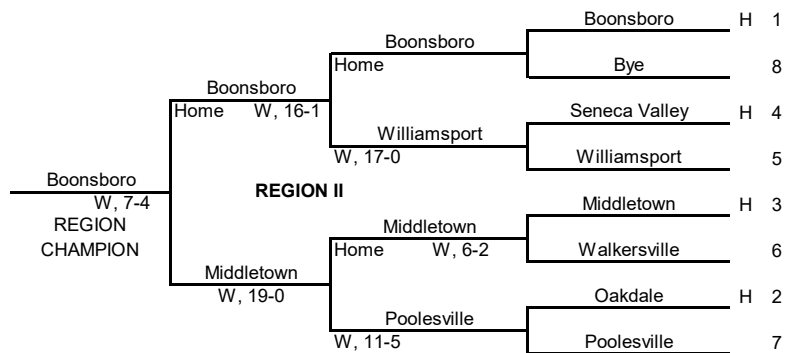 Boonsboro H 1
Boonsboro
Home Bye 8
Boonsboro
Home W, 16-1 Seneca Valley H 4
Williamsport
W, 17-0 Williamsport 5
Boonsboro REGION II
W, 7-4 Middletown H 3
REGION Middletown
CHAMPION Home W, 6-2 Walkersville 6
Middletown
W, 19-0 Oakdale H 2
Poolesville
W, 11-5 Poolesville 7